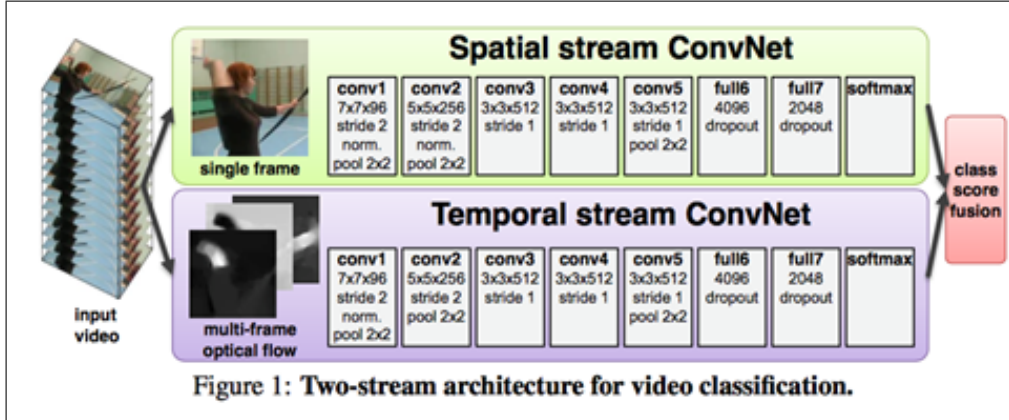 Spatial stream ConvNet
conv1
7x7x96
stride 2
norm.
pool 2x2
conv2
5x5x256
stride 2
norm.
pool 2x2
conv3
3x3x512
stride 1
conv4
3x3x512
stride 1
conv5
3x3x512
stride 1
pool 2x2
full6
4096
dropout
full7
2048
dropout
softmax
single frame
Temporal stream ConvNet
conv1
7x7x96
stride 2
norm.
pool 2x2
conv2
5x5x256
stride 2
pool 2x2
conv3
3x3x512
stride 1
conv4
3x3x512
stride 1
conv5
3x3x512
stride 1
pool 2x2
full6
4096
dropout
full7
2048
dropout
softmax
multi-frame
optical flow
input
video
class
score
fusion
Figure 1: Two-stream architecture for video classification.